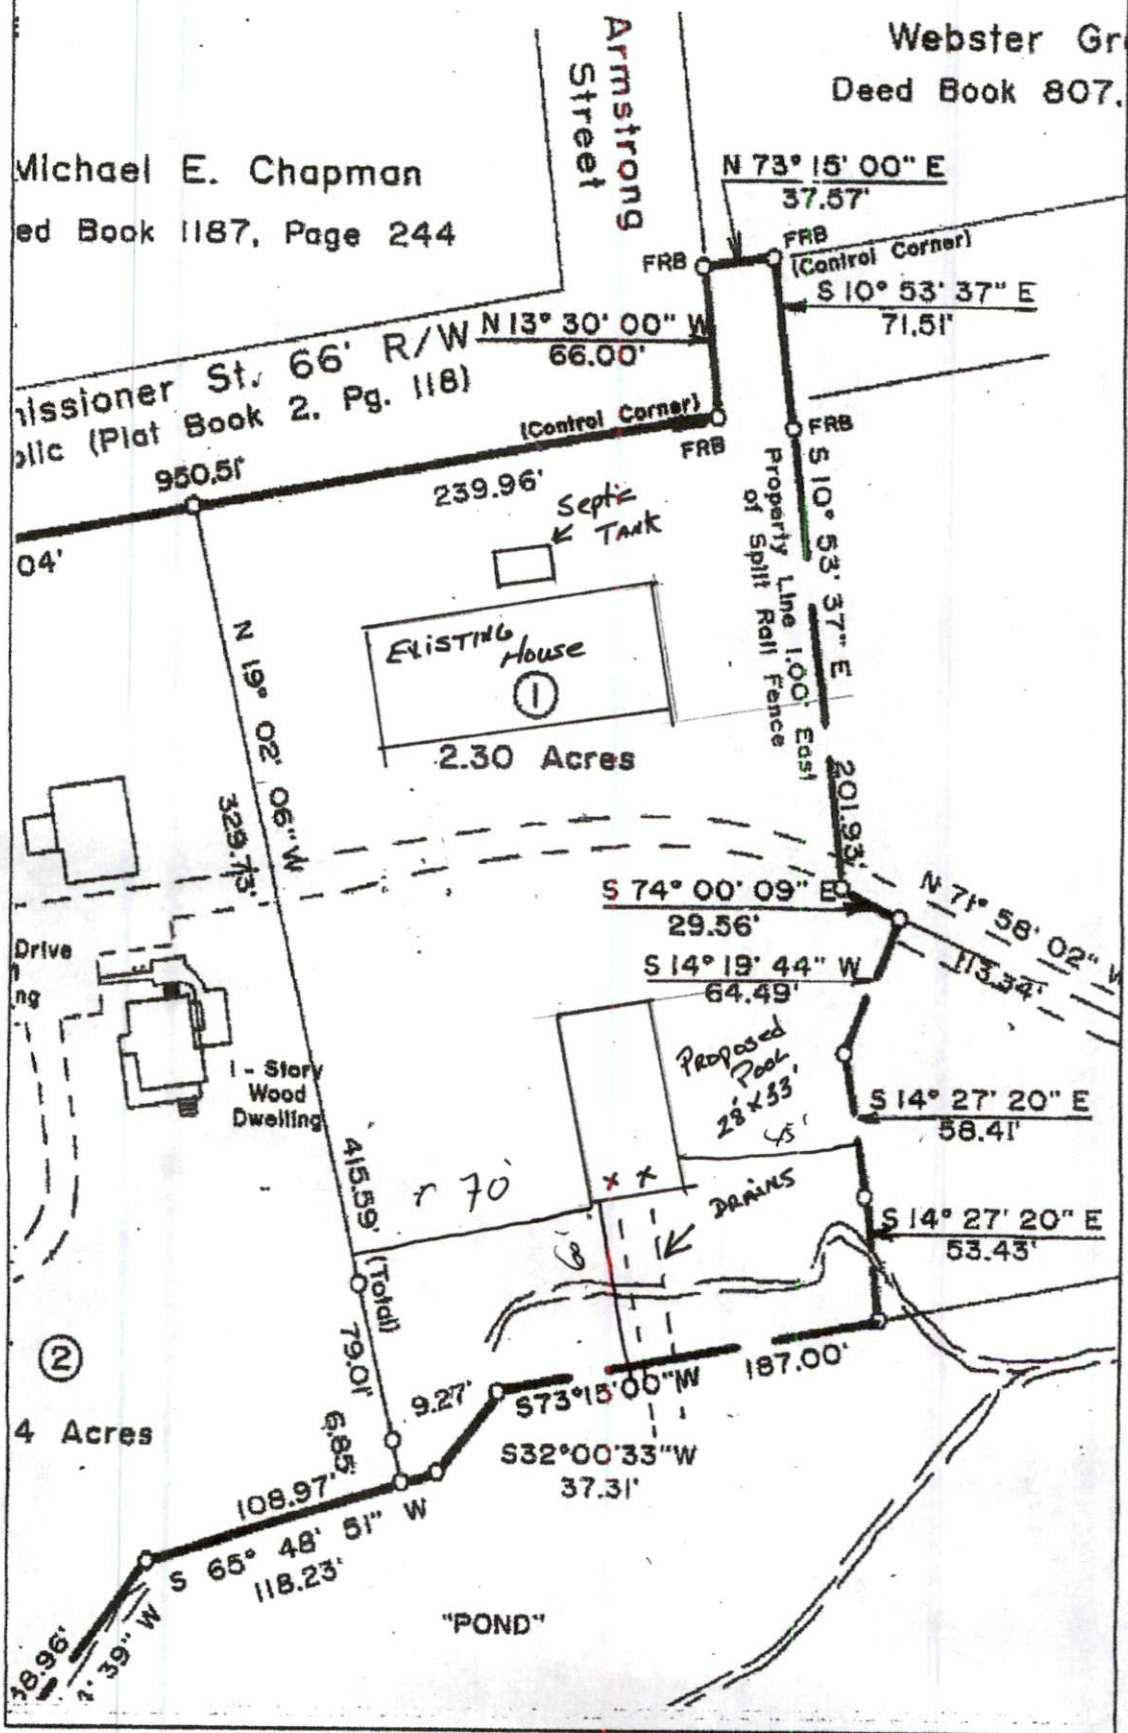 Webster Gr
Deed Book 807,
Armstrong
Street
Michael E. Chapman
ed Book 1187, Page 244
N 73° 15' 00" E
37.57'
FRB
FRB
(Control Corner)
S 10° 53' 37" E
71.51'
N 13° 30' 00" W
66.00'
issioner St. 66' R/W
blic (Plat Book 2, Pg. 118)
(Control Corner)
FRB
FRB
950.51'
239.96'
04'
Septic
TANK
S 10° 53' 37" E
201.93'
Property Line 1.00' East
of Split Rail Fence
EXISTING
House
1
2.30 Acres
N 19° 02' 06" W
329.73'
S 74° 00' 09" E
29.56'
N 71° 58' 02" W
113.34'
S 14° 19' 44" W
64.49'
Drive
ng
1 - Story
Wood
Dwelling
PROPOSED
POOL
28' x 33'
45'
S 14° 27' 20" E
58.41'
415.59'
(Total)
70'
x x
DRAINS
S 14° 27' 20" E
53.43'
2
4 Acres
79.01'
6.85'
9.27'
S73°15'00"W
187.00'
S32°00'33"W
37.31'
108.97'
S 65° 48' 51" W
118.23'
"POND"
38.96'
39" W